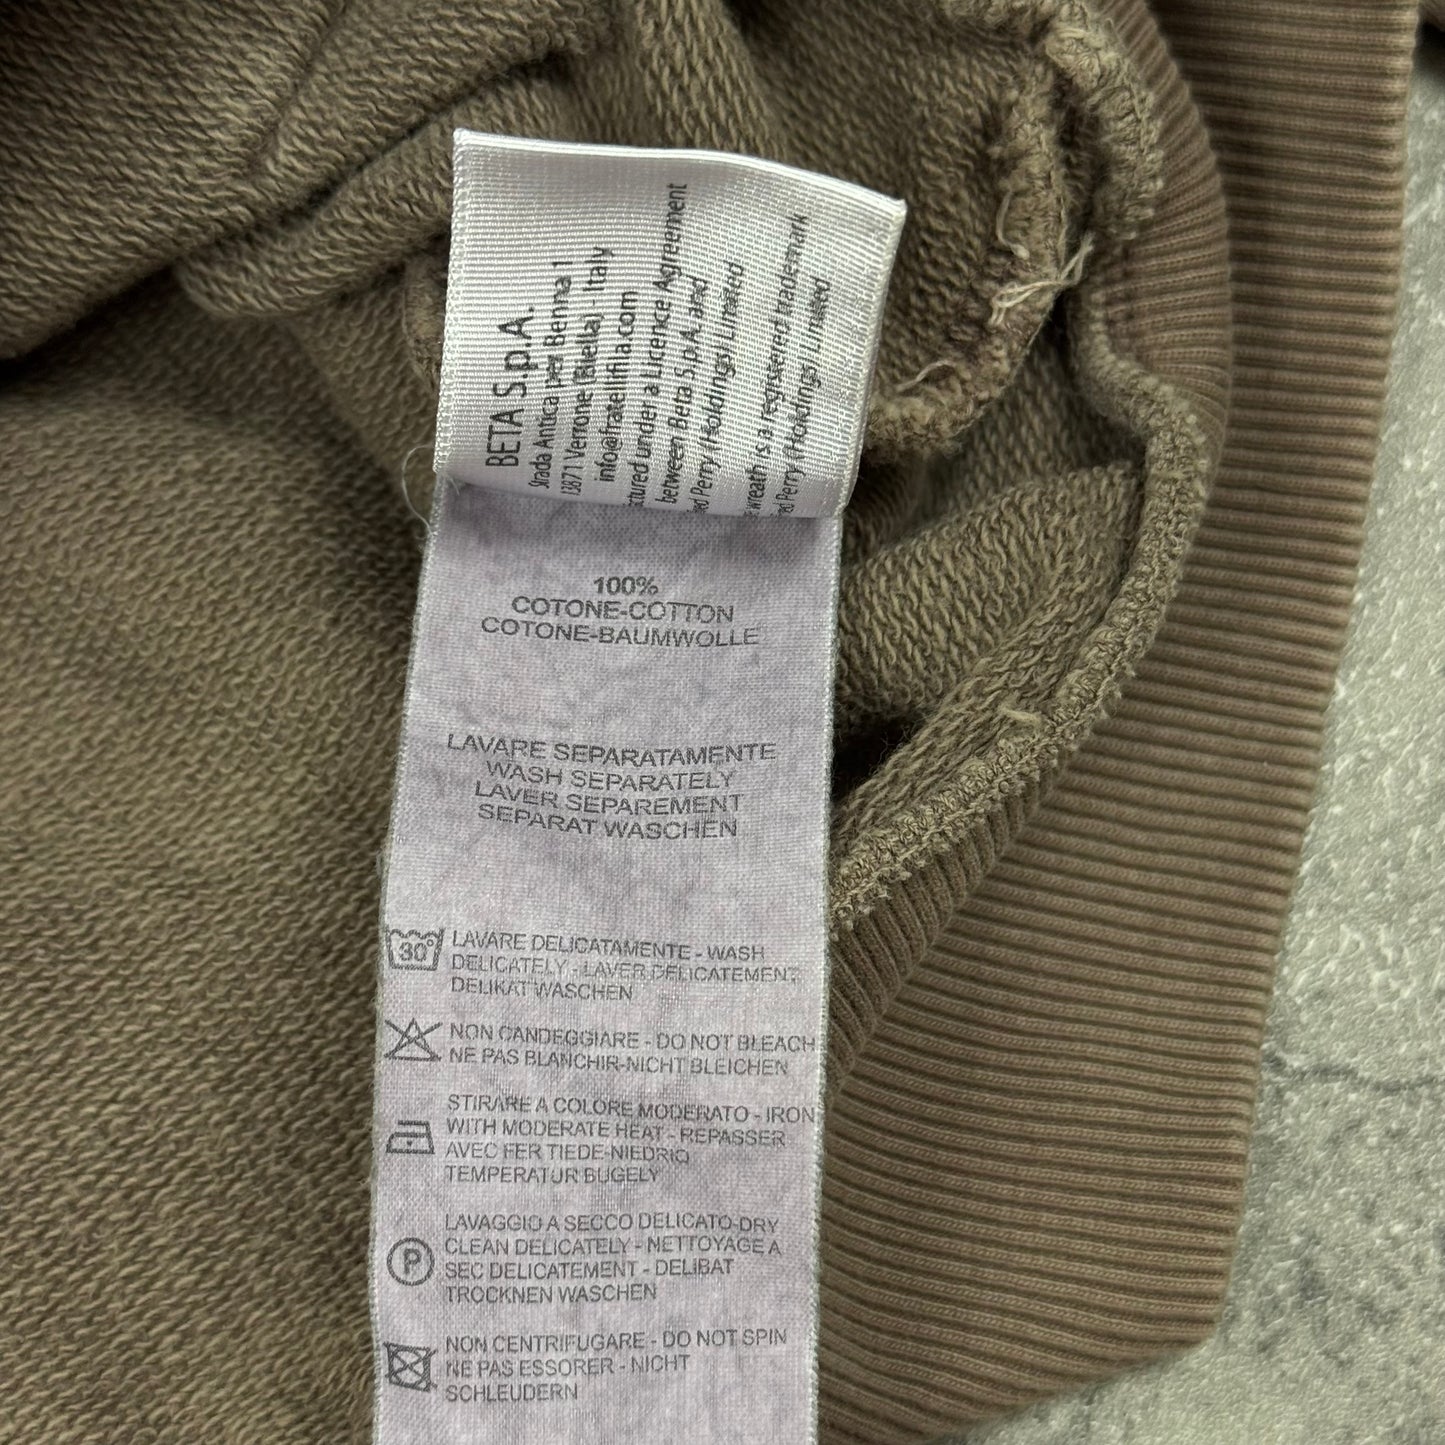 BETA S.p.A.
Strada Antica per Benna 1
13871 Verrone (Biella) - Italy
info@fratellifila.com
under a Licence Agreement
between Beta S.p.A. and
Perry (Holdings) Limited
wreath is a registered trademark
Perry (Holdings) Limited
100%
COTONE-COTTON
COTONE-BAUMWOLLE
LAVARE SEPARATAMENTE
WASH SEPARATELY
LAVER SEPAREMENT
SEPARAT WASCHEN
30° LAVARE DELICATAMENTE - WASH
DELICATELY - LAVER DELICATEMENT,
DELIKAT WASCHEN
NON CANDEGGIARE - DO NOT BLEACH
NE PAS BLANCHIR-NICHT BLEICHEN
STIRARE A COLORE MODERATO - IRON
WITH MODERATE HEAT - REPASSER
AVEC FER TIEDE-NIEDRIG
TEMPERATUR BUGELY
LAVAGGIO A SECCO DELICATO-DRY
P CLEAN DELICATELY - NETTOYAGE A
SEC DELICATEMENT - DELIBAT
TROCKNEN WASCHEN
NON CENTRIFUGARE - DO NOT SPIN
NE PAS ESSORER - NICHT
SCHLEUDERN